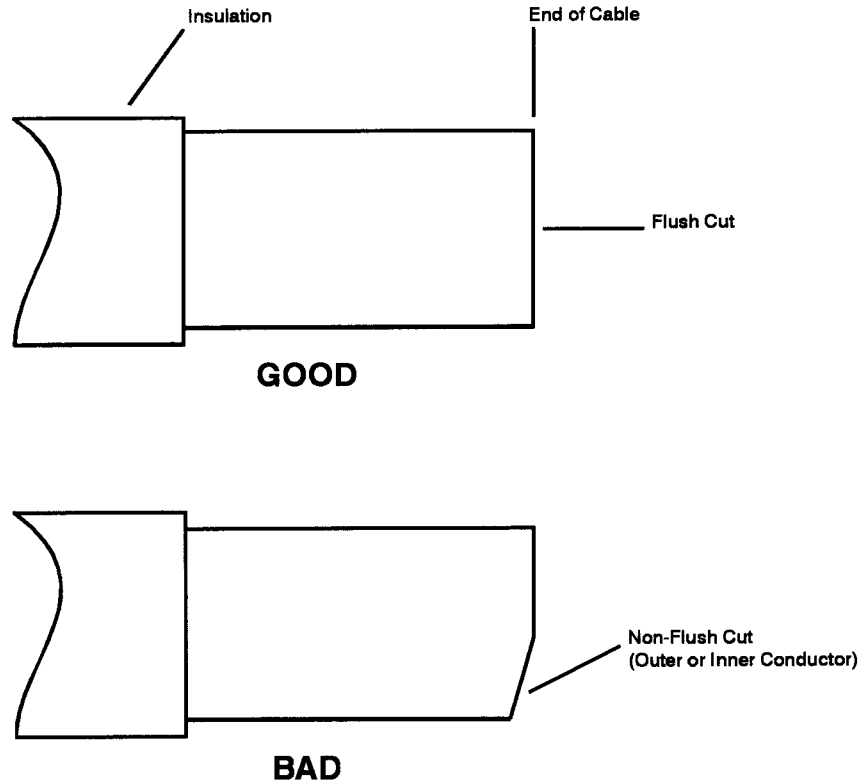 Insulation
End of Cable
Flush Cut
GOOD
Non-Flush Cut
(Outer or Inner Conductor)
BAD